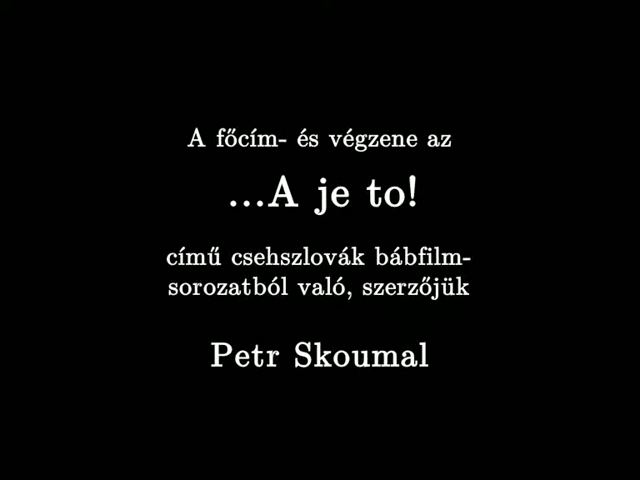 A főcím- és végzene az
...A je to!
című csehszlovák bábfilm-
sorozatból való, szerzőjük
Petr Skoumal